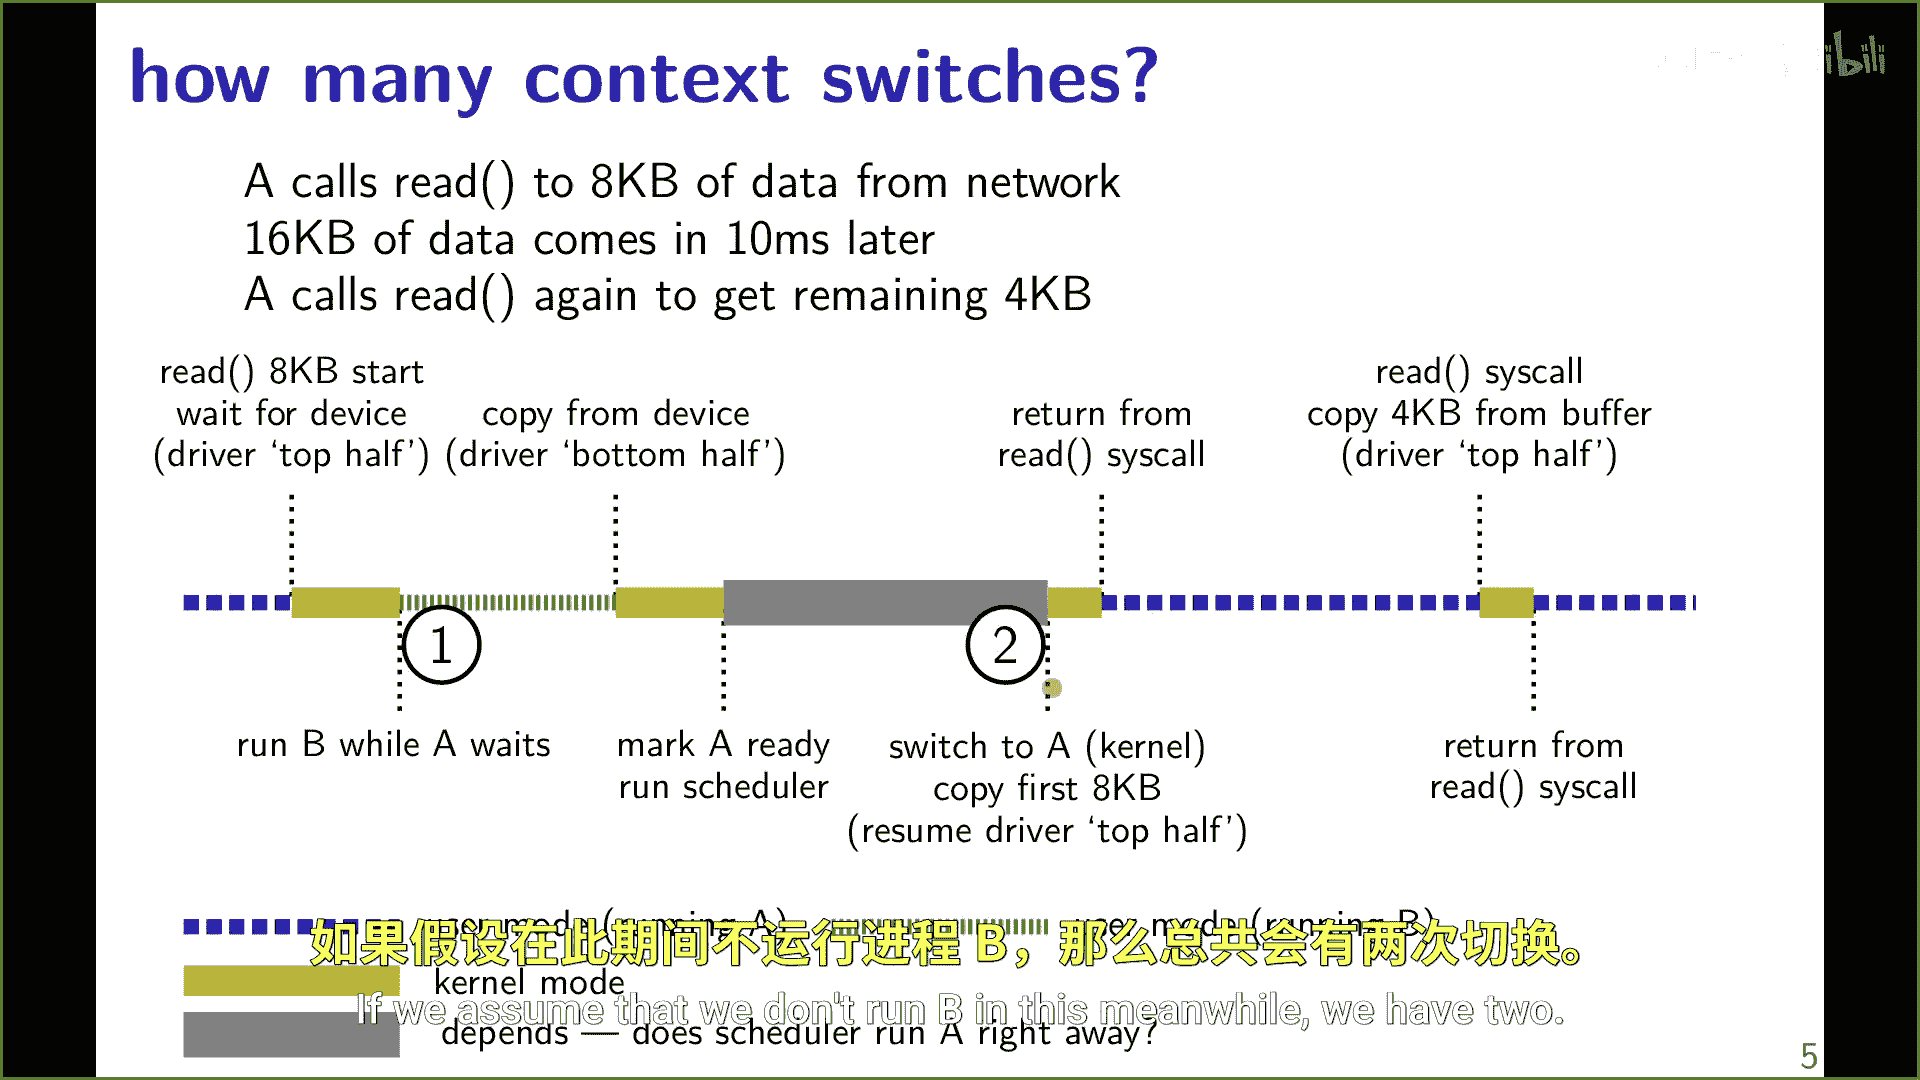 how many context switches?
A calls read() to 8KB of data from network
16KB of data comes in 10ms later
A calls read() again to get remaining 4KB
read() 8KB start
wait for device
(driver ‘top half’)
copy from device
(driver ‘bottom half’)
return from
read() syscall
read() syscall
copy 4KB from buffer
(driver ‘top half’)
1
2
run B while A waits
mark A ready
run scheduler
switch to A (kernel)
copy first 8KB
(resume driver ‘top half’)
return from
read() syscall
user mode (running A)
user mode (running B)
如果假设在此期间不运行进程 B，那么总共会有两次切换。
kernel mode
If we assume that we don't run B in this meanwhile, we have two.
depends — does scheduler run A right away?
5